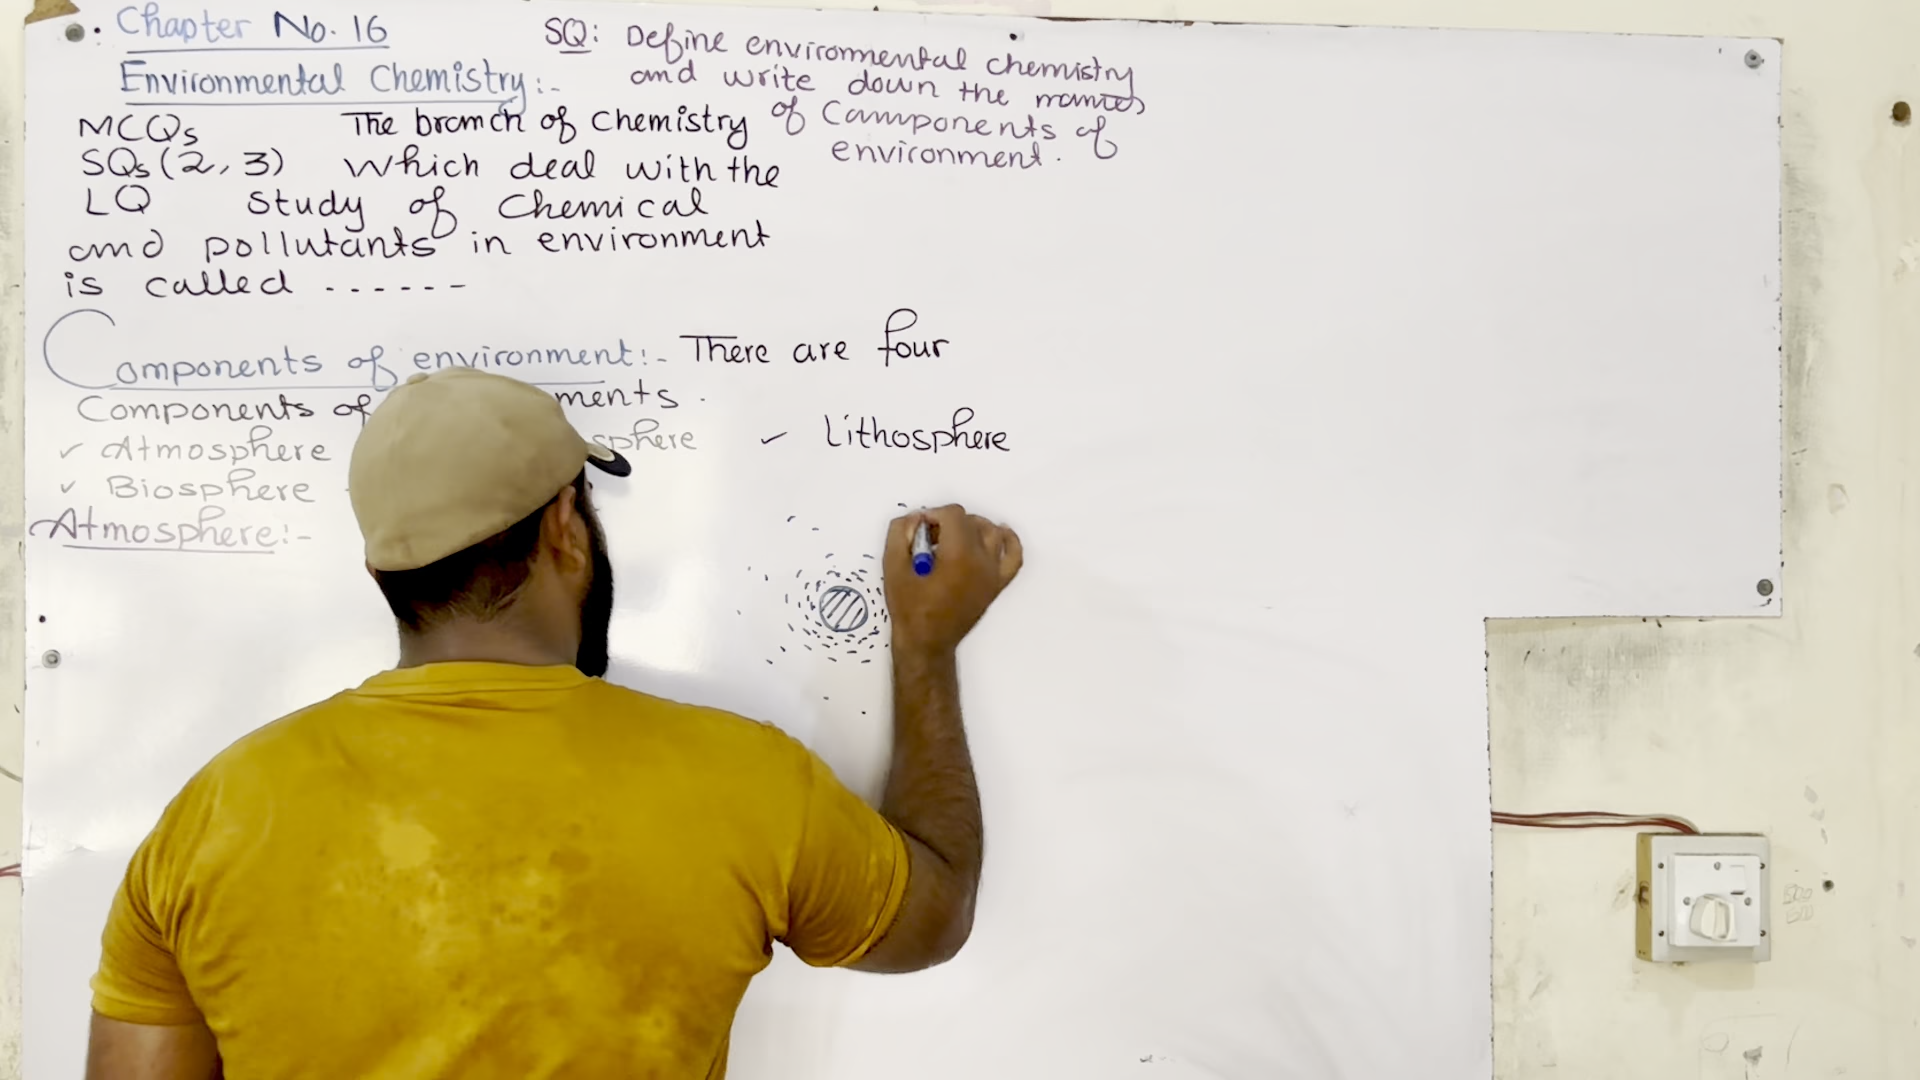 Chapter No. 16
Environmental Chemistry:-
SQ: Define environmental chemistry
and write down the names
of Components of
environment.
MCQs
SQs (2, 3)
LQ
The branch of chemistry
which deal with the
study of chemical
and pollutants in environment
is called ------
Components of environment:- There are four
Components of ments.
✓ Atmosphere sphere ✓ Lithosphere
✓ Biosphere
Atmosphere:-